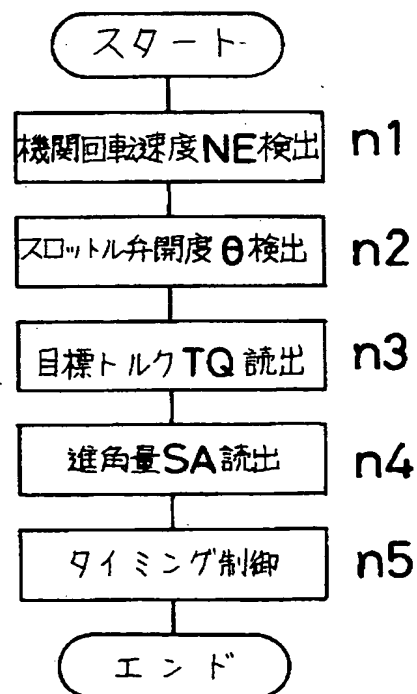 スタート
機関回転速度NE検出 n1
スロットル弁開度θ検出 n2
目標トルクTQ読出 n3
進角量SA読出 n4
タイミング制御 n5
エンド